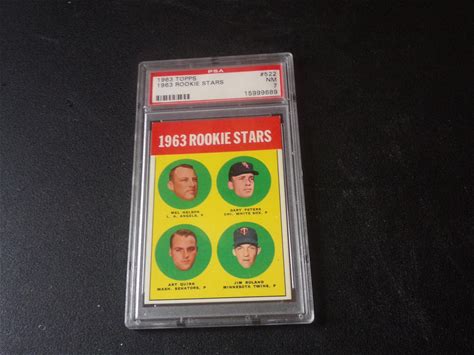 PSA
1963 TOPPS #522
1963 ROOKIE STARS NM
7
15999689
1963 ROOKIE STARS
MEL NELSON
L. A. ANGELS, P
GARY PETERS
CHI. WHITE SOX, P
ART QUIRK
WASH. SENATORS, P
JIM ROLAND
MINNESOTA TWINS, P